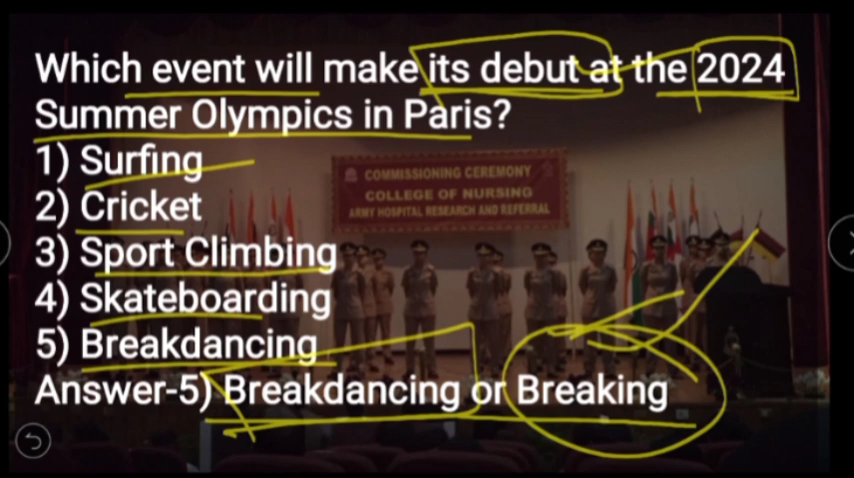 Which event will make its debut at the 2024
Summer Olympics in Paris?
1) Surfing
2) Cricket
3) Sport Climbing
4) Skateboarding
5) Breakdancing
Answer-5) Breakdancing or Breaking
COMMISSIONING CEREMONY
COLLEGE OF NURSING
ARMY HOSPITAL RESEARCH AND REFERRAL